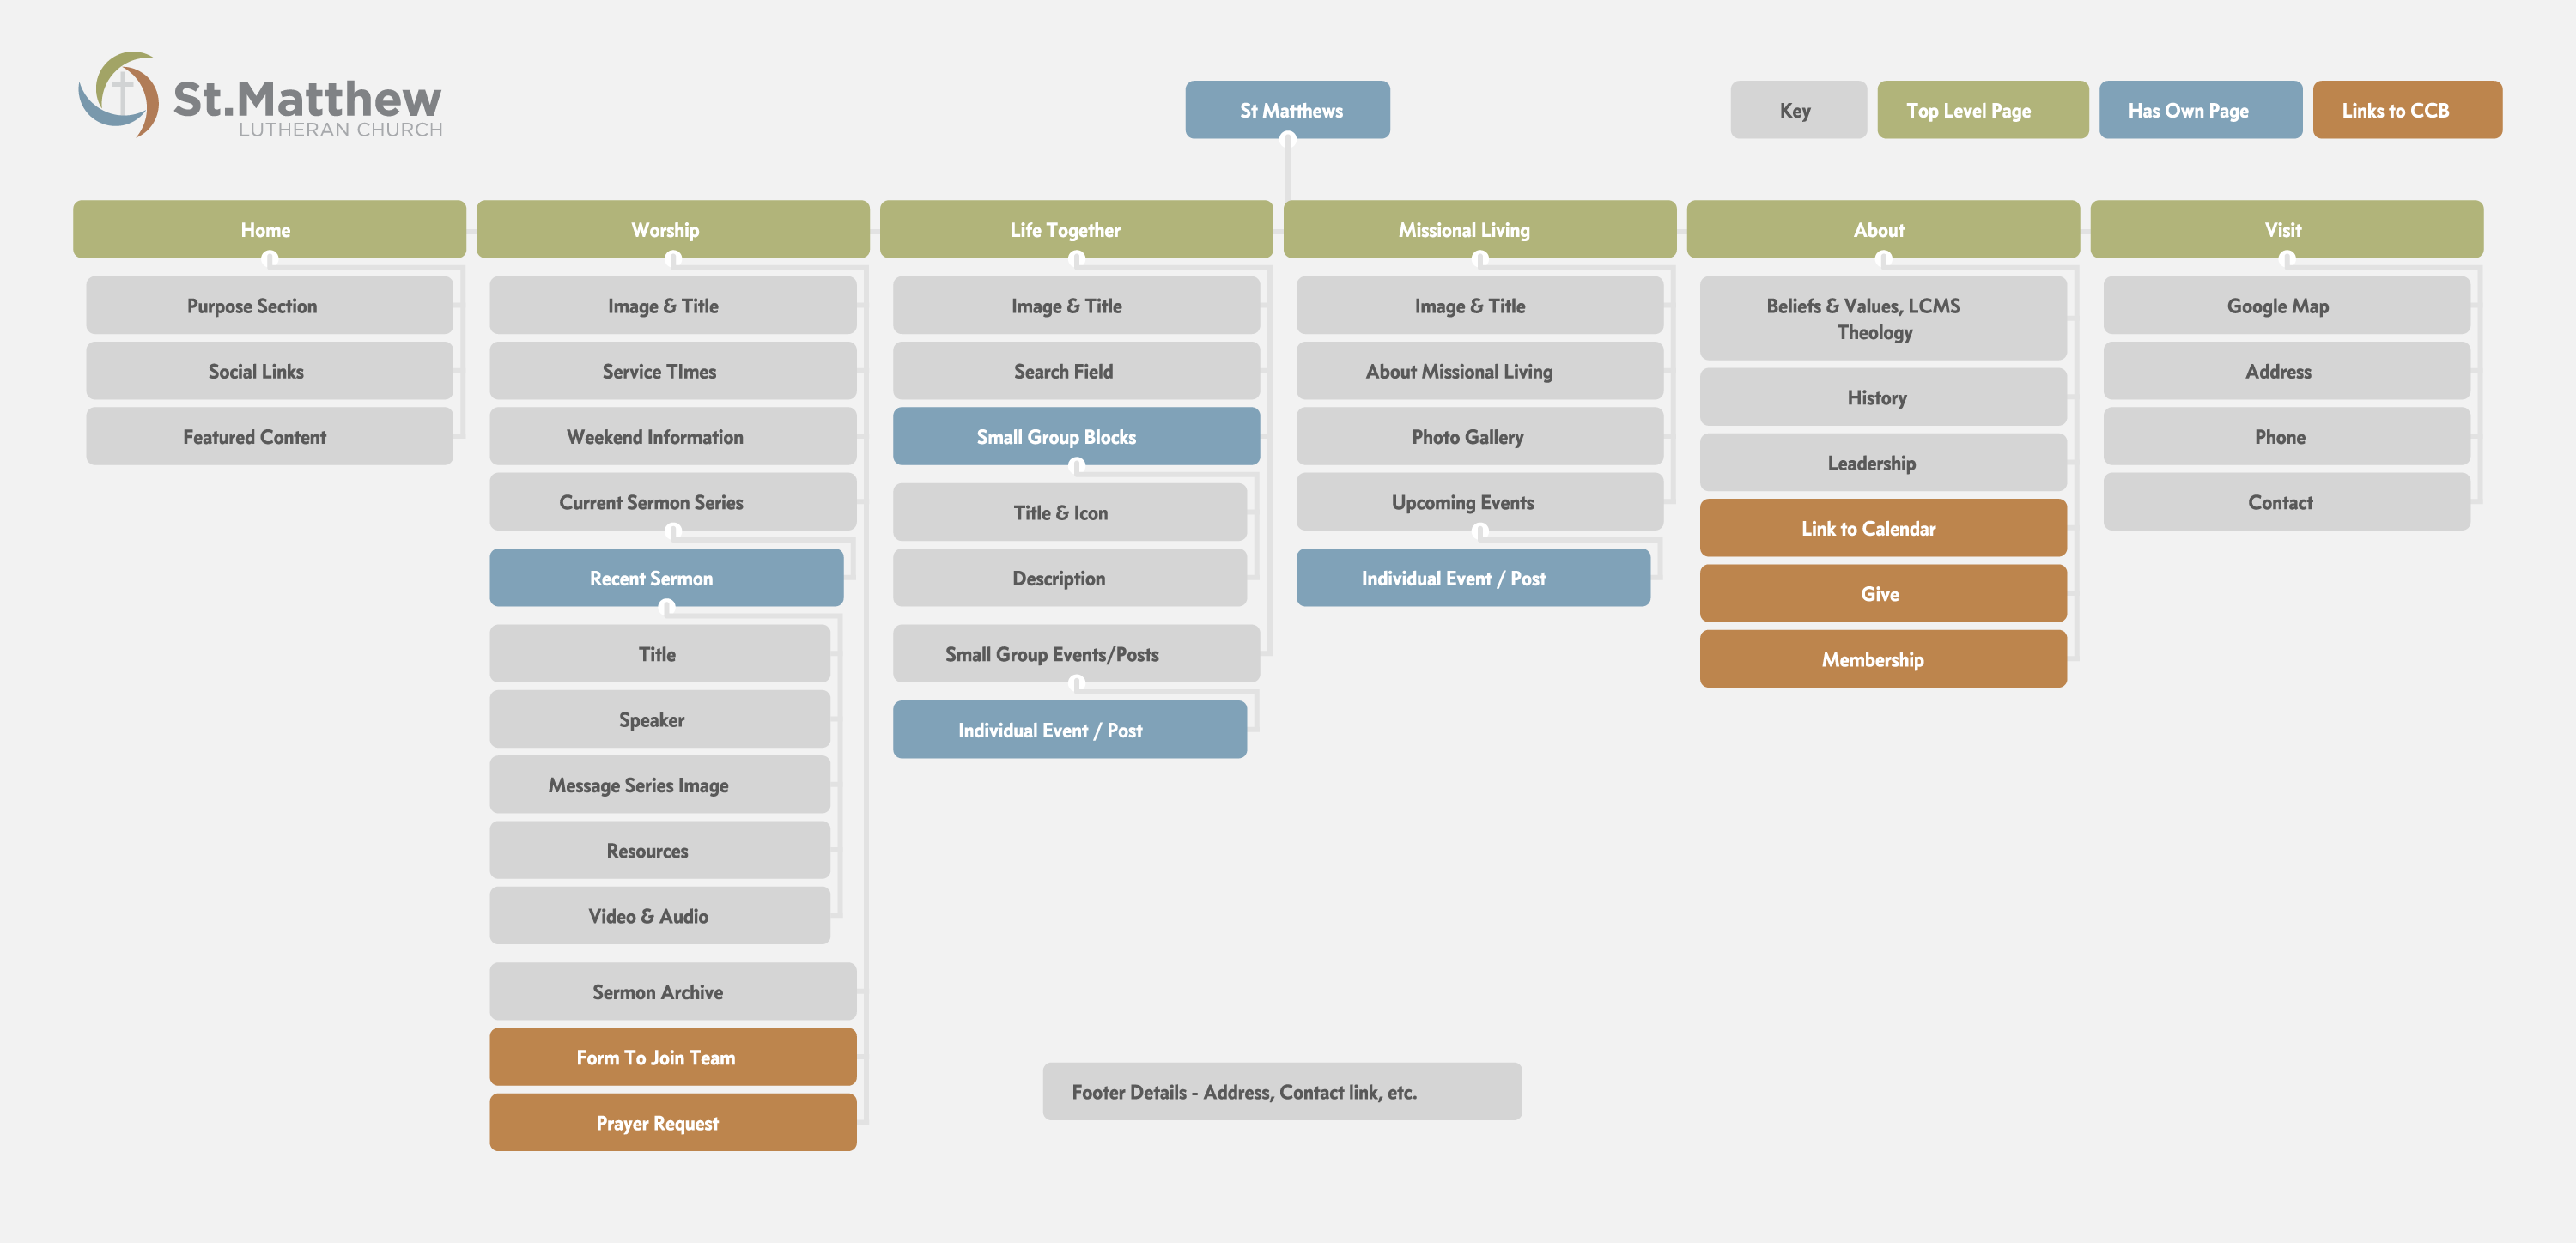 St.Matthew
LUTHERAN CHURCH
St Matthews
Key
Top Level Page
Has Own Page
Links to CCB
Home
Purpose Section
Social Links
Featured Content
Worship
Image & Title
Service TImes
Weekend Information
Current Sermon Series
Recent Sermon
Title
Speaker
Message Series Image
Resources
Video & Audio
Sermon Archive
Form To Join Team
Prayer Request
Life Together
Image & Title
Search Field
Small Group Blocks
Title & Icon
Description
Small Group Events/Posts
Individual Event / Post
Missional Living
Image & Title
About Missional Living
Photo Gallery
Upcoming Events
Individual Event / Post
About
Beliefs & Values, LCMS
Theology
History
Leadership
Link to Calendar
Give
Membership
Visit
Google Map
Address
Phone
Contact
Footer Details - Address, Contact link, etc.